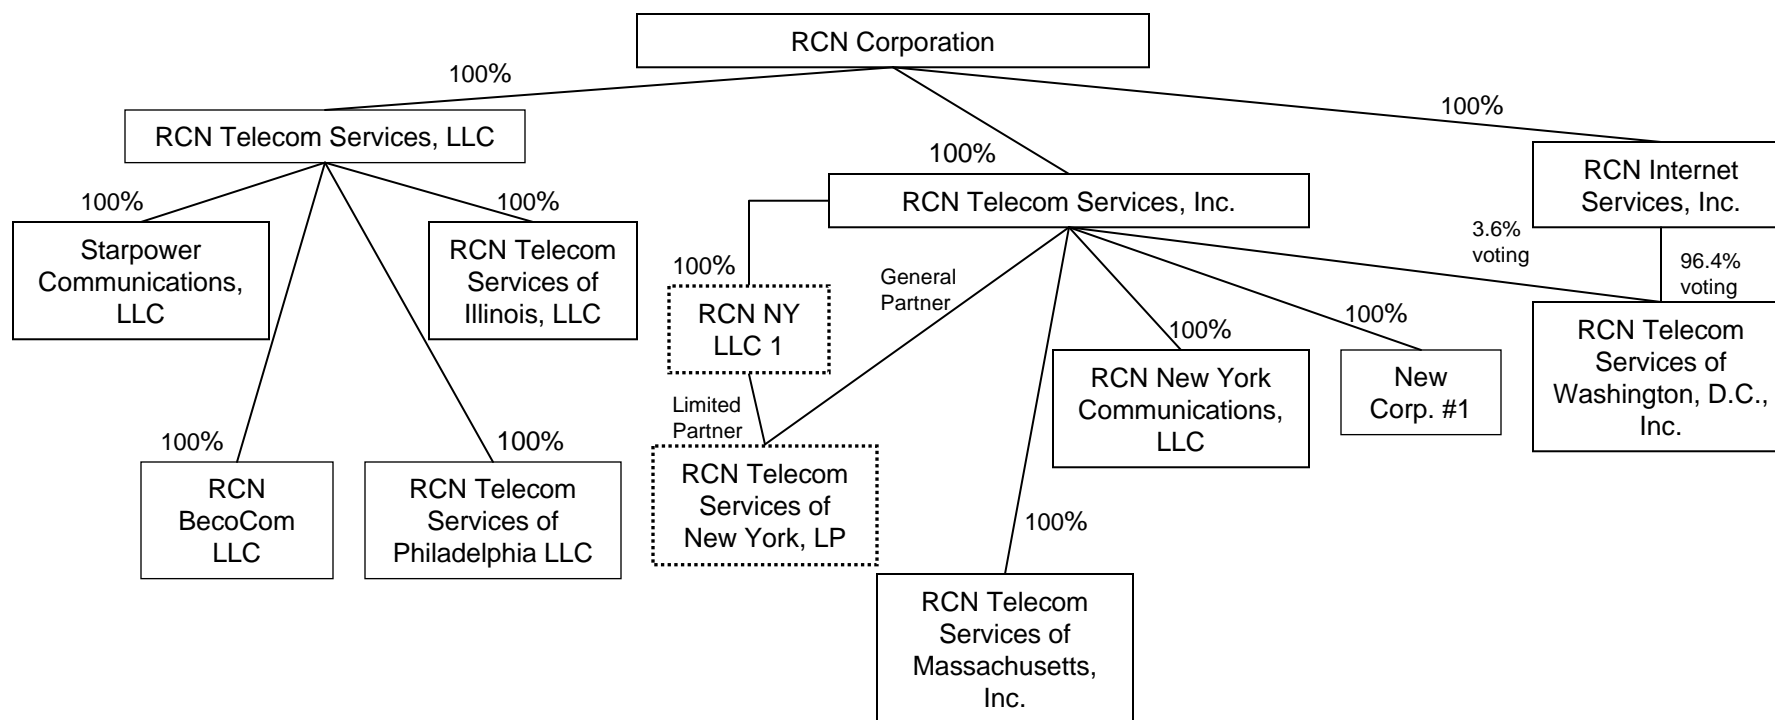 RCN Corporation
100%
100%
RCN Telecom Services, LLC
100%
RCN Internet
Services, Inc.
RCN Telecom Services, Inc.
100%
100%
Starpower
Communications,
LLC
RCN Telecom
Services of
Illinois, LLC
3.6%
voting
96.4%
voting
100%
General
Partner
RCN NY
LLC 1
100%
100%
RCN Telecom
Services of
Washington, D.C.,
Inc.
RCN New York
Communications,
LLC
New
Corp. #1
Limited
Partner
100%
100%
RCN
BecoCom
LLC
RCN Telecom
Services of
Philadelphia LLC
RCN Telecom
Services of
New York, LP
100%
RCN Telecom
Services of
Massachusetts,
Inc.